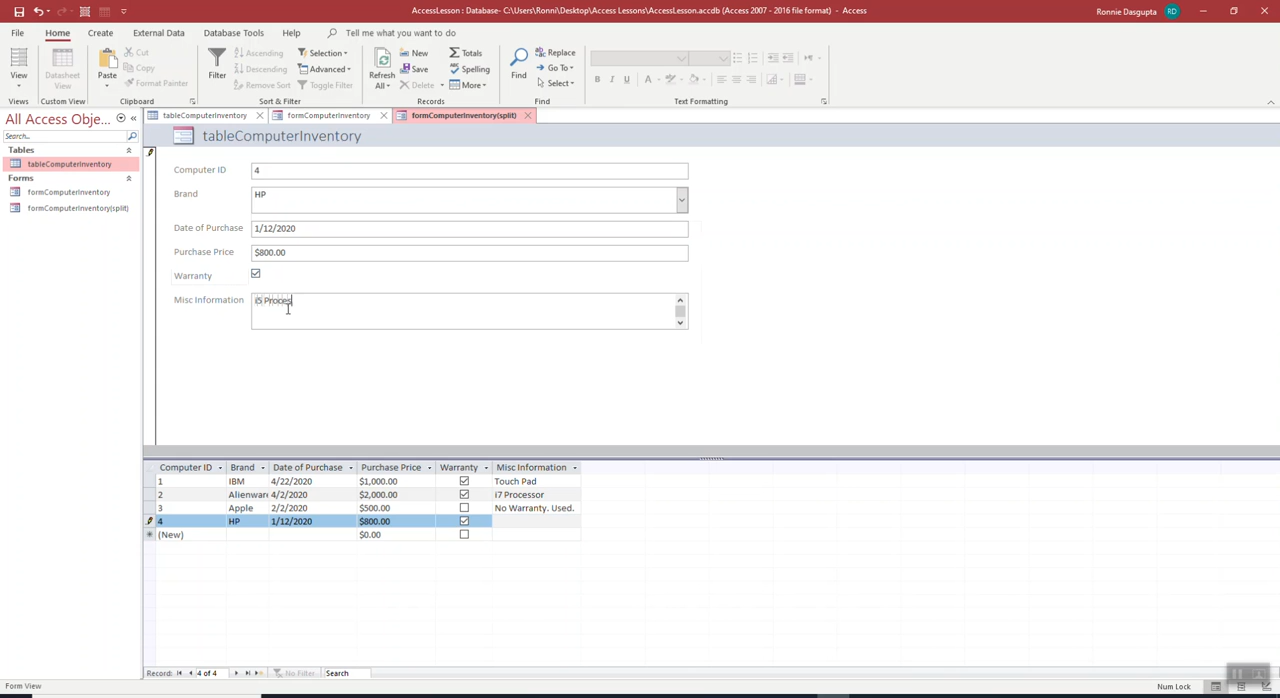 AccessLesson : Database- C:\Users\Ronni\Desktop\Access Lessons\AccessLesson.accdb (Access 2007 - 2016 file format) - Access
Ronnie Dasgupta RD
File Home Create External Data Database Tools Help Tell me what you want to do
View
Views
Datasheet View
Custom View
Paste
Cut
Copy
Format Painter
Clipboard
Filter
Ascending
Descending
Remove Sort
Selection
Advanced
Toggle Filter
Sort & Filter
Refresh All
New
Save
Delete
Totals
Spelling
More
Records
Find
Replace
Go To
Select
Find
B I U A
Text Formatting
All Access Obje...
Search...
Tables
tableComputerInventory
Forms
formComputerInventory
formComputerInventory(split)
tableComputerInventory formComputerInventory formComputerInventory(split)
tableComputerInventory
Computer ID 4
Brand HP
Date of Purchase 1/12/2020
Purchase Price $800.00
Warranty
Misc Information i5 Proces
Computer ID Brand Date of Purchase Purchase Price Warranty Misc Information
1 IBM 4/22/2020 $1,000.00 Touch Pad
2 Alienwar 4/2/2020 $2,000.00 i7 Processor
3 Apple 2/2/2020 $500.00 No Warranty. Used.
4 HP 1/12/2020 $800.00
(New) $0.00
Record: 4 of 4 No Filter Search
Form View Num Lock